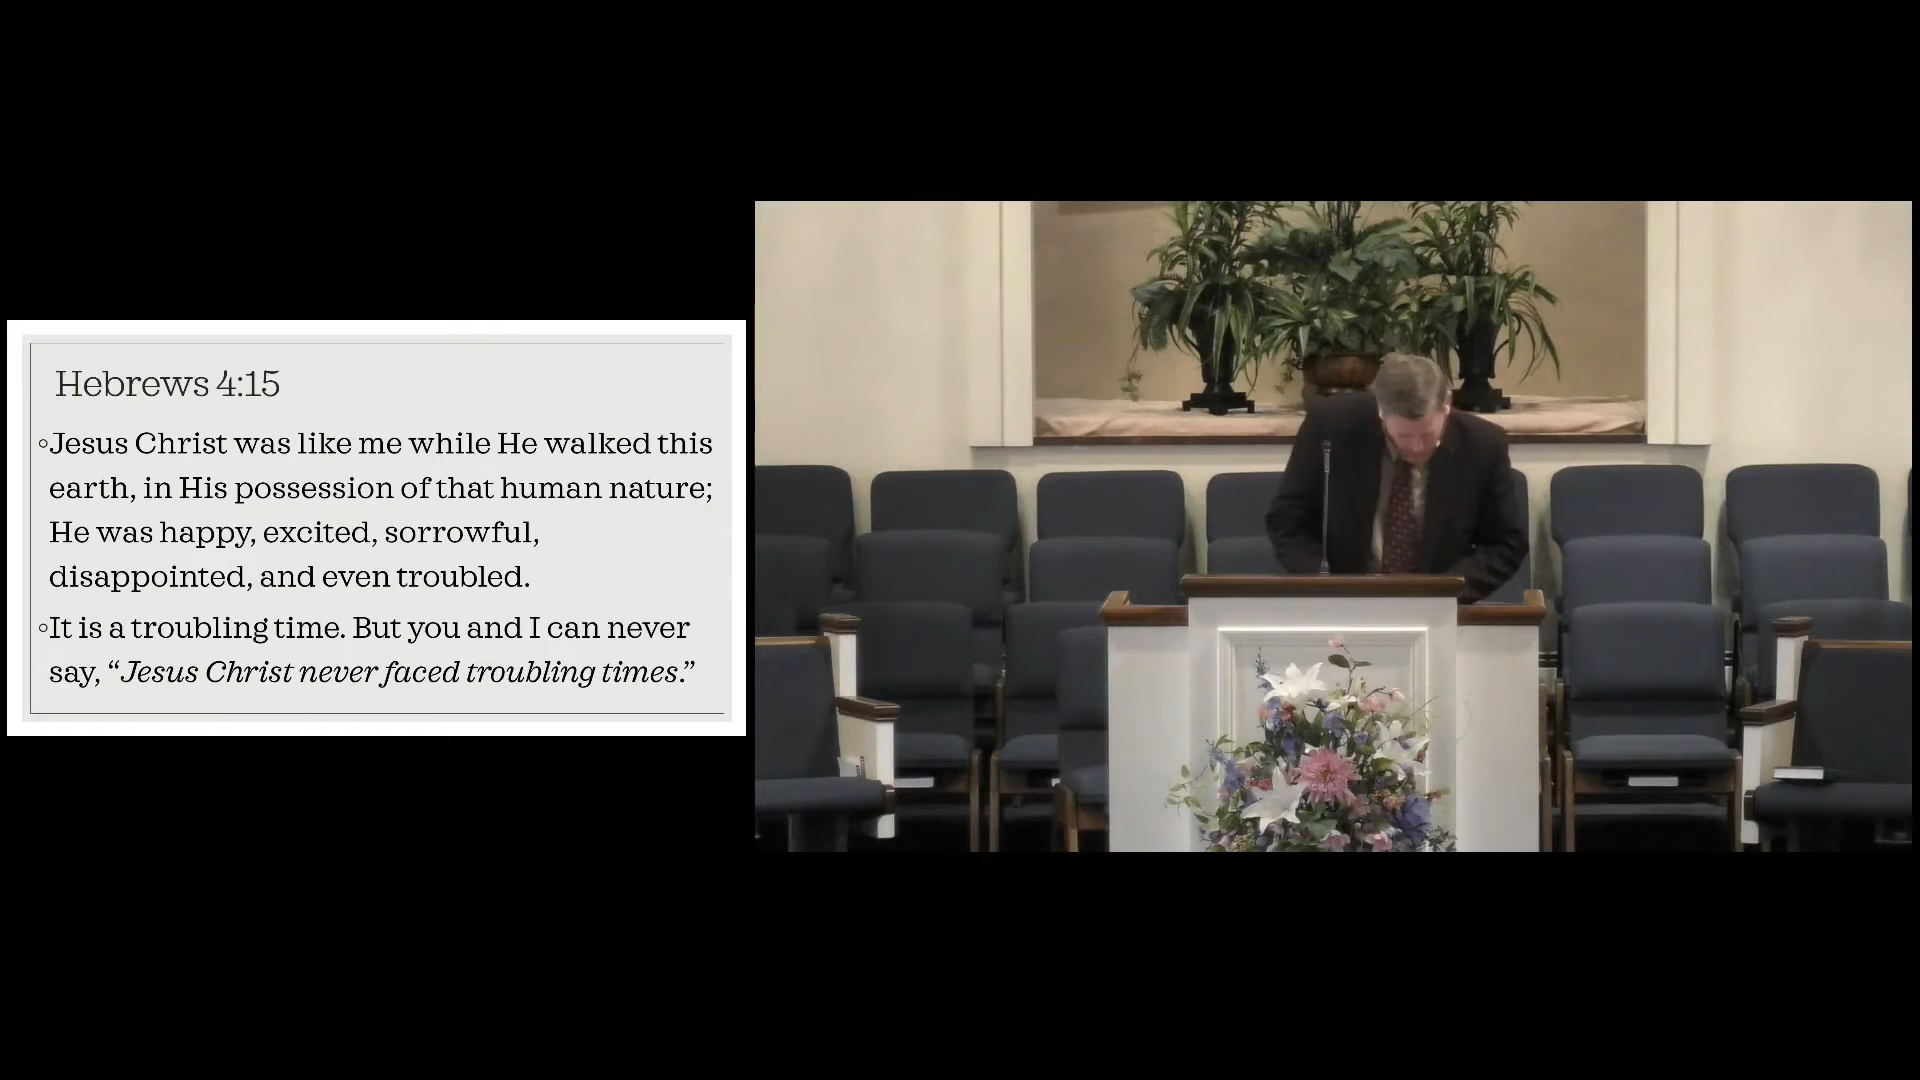 Hebrews 4:15
◦Jesus Christ was like me while He walked this
earth, in His possession of that human nature;
He was happy, excited, sorrowful,
disappointed, and even troubled.
◦It is a troubling time. But you and I can never
say, “Jesus Christ never faced troubling times.”